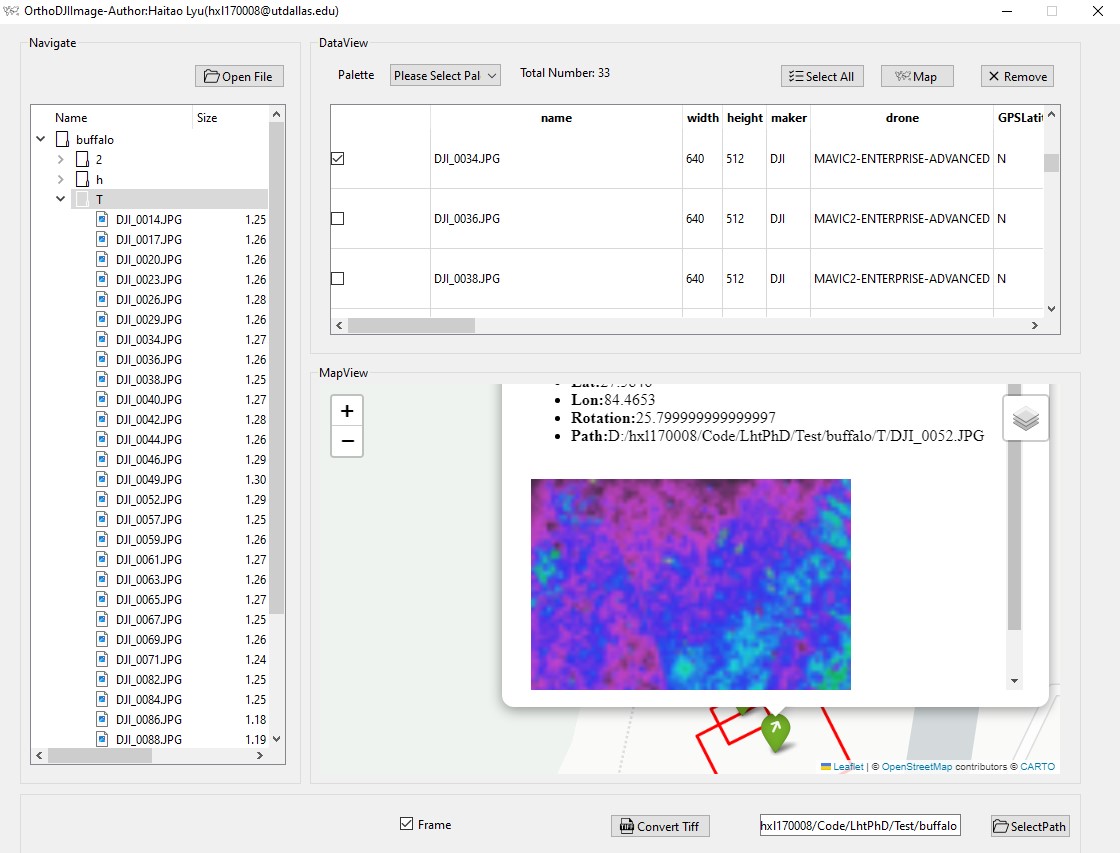 OrthoDJIImage-Author:Haitao Lyu(hxl170008@utdallas.edu)
Navigate
Open File
Name Size
buffalo
2
h
T
DJI_0014.JPG 1.25
DJI_0017.JPG 1.26
DJI_0020.JPG 1.26
DJI_0023.JPG 1.26
DJI_0026.JPG 1.28
DJI_0029.JPG 1.26
DJI_0034.JPG 1.27
DJI_0036.JPG 1.26
DJI_0038.JPG 1.25
DJI_0040.JPG 1.27
DJI_0042.JPG 1.28
DJI_0044.JPG 1.26
DJI_0046.JPG 1.29
DJI_0049.JPG 1.30
DJI_0052.JPG 1.29
DJI_0057.JPG 1.25
DJI_0059.JPG 1.26
DJI_0061.JPG 1.27
DJI_0063.JPG 1.26
DJI_0065.JPG 1.27
DJI_0067.JPG 1.25
DJI_0069.JPG 1.26
DJI_0071.JPG 1.24
DJI_0082.JPG 1.25
DJI_0084.JPG 1.25
DJI_0086.JPG 1.18
DJI_0088.JPG 1.19
DataView
Palette Please Select Pal Total Number: 33 Select All Map Remove
name width height maker drone GPSLatit
DJI_0034.JPG 640 512 DJI MAVIC2-ENTERPRISE-ADVANCED N
DJI_0036.JPG 640 512 DJI MAVIC2-ENTERPRISE-ADVANCED N
DJI_0038.JPG 640 512 DJI MAVIC2-ENTERPRISE-ADVANCED N
MapView
+
−
Lon:84.4653
Rotation:25.799999999999997
Path:D:/hxl170008/Code/LhtPhD/Test/buffalo/T/DJI_0052.JPG
Leaflet | © OpenStreetMap contributors © CARTO
Frame Convert Tiff hxl170008/Code/LhtPhD/Test/buffalo SelectPath